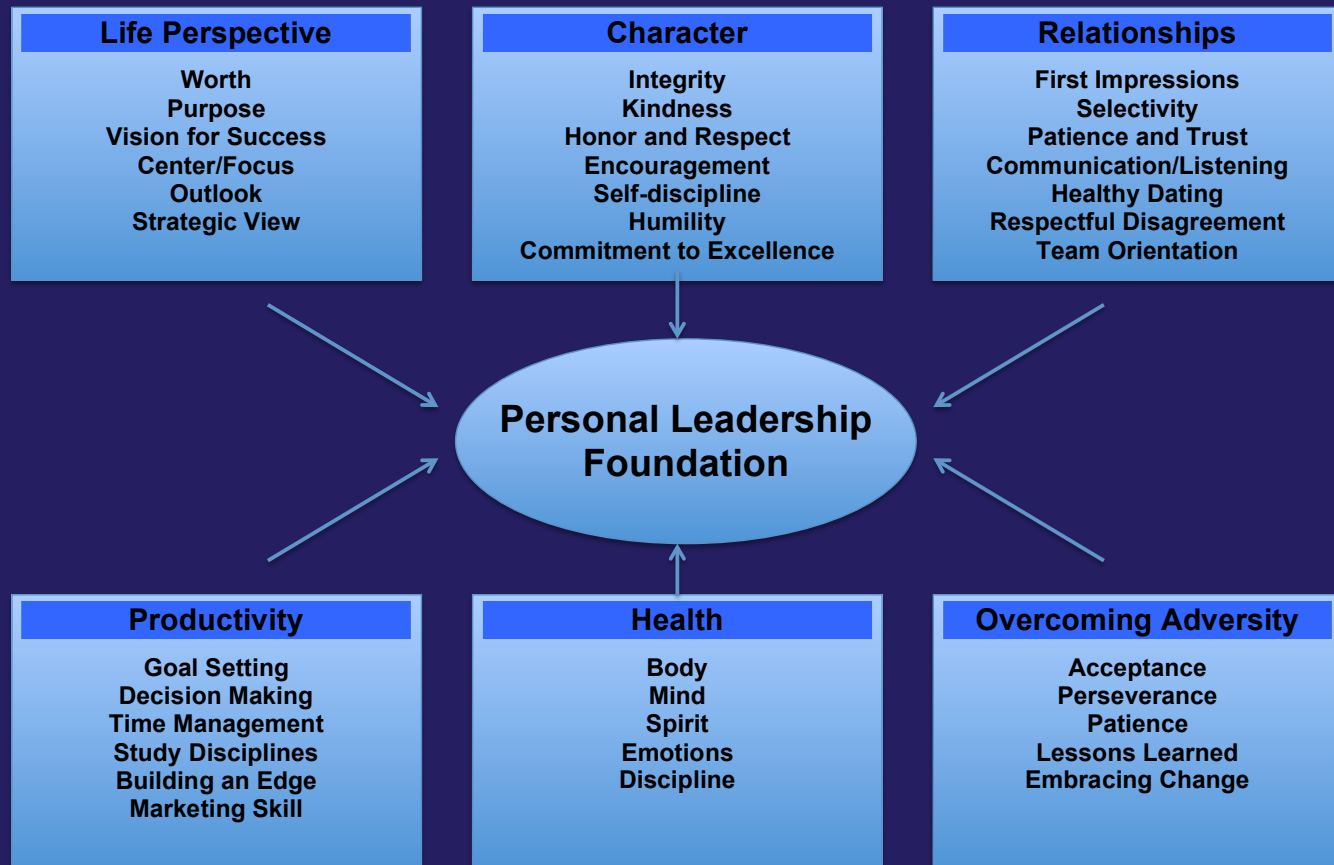 Life Perspective
Worth
Purpose
Vision for Success
Center/Focus
Outlook
Strategic View
Character
Integrity
Kindness
Honor and Respect
Encouragement
Self-discipline
Humility
Commitment to Excellence
Relationships
First Impressions
Selectivity
Patience and Trust
Communication/Listening
Healthy Dating
Respectful Disagreement
Team Orientation
Personal Leadership
Foundation
Productivity
Goal Setting
Decision Making
Time Management
Study Disciplines
Building an Edge
Marketing Skill
Health
Body
Mind
Spirit
Emotions
Discipline
Overcoming Adversity
Acceptance
Perseverance
Patience
Lessons Learned
Embracing Change